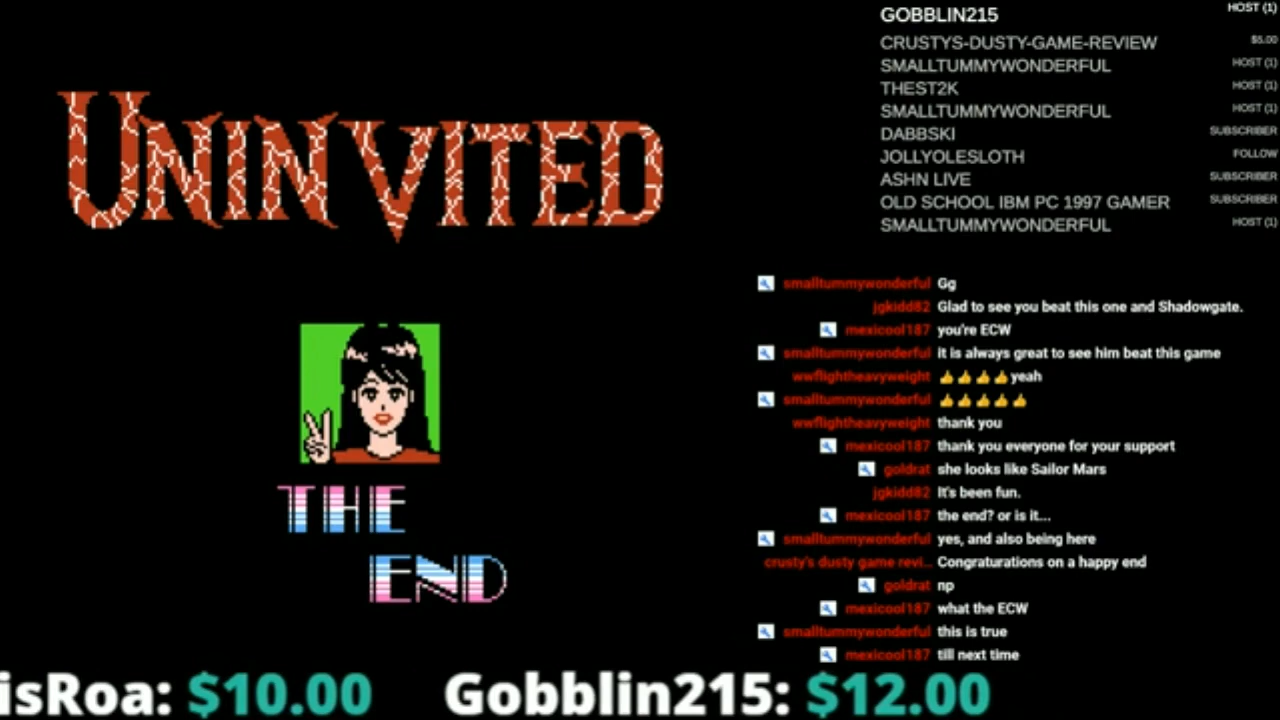 UNINVITED
THE
END
GOBBLIN215 HOST (1)
CRUSTYS-DUSTY-GAME-REVIEW $5.00
SMALLTUMMYWONDERFUL HOST (1)
THEST2K HOST (1)
SMALLTUMMYWONDERFUL HOST (1)
DABBSKI SUBSCRIBER
JOLLYOLESLOTH FOLLOW
ASHN LIVE SUBSCRIBER
OLD SCHOOL IBM PC 1997 GAMER SUBSCRIBER
SMALLTUMMYWONDERFUL HOST (1)
smalltummywonderful Gg
jgkidd82 Glad to see you beat this one and Shadowgate.
mexicool187 you're ECW
smalltummywonderful it is always great to see him beat this game
wwflightheavyweight 👍👍👍👍yeah
smalltummywonderful 👍👍👍👍👍
wwflightheavyweight thank you
mexicool187 thank you everyone for your support
goldrat she looks like Sailor Mars
jgkidd82 It's been fun.
mexicool187 the end? or is it...
smalltummywonderful yes, and also being here
crusty's dusty game revi... Congraturations on a happy end
goldrat np
mexicool187 what the ECW
smalltummywonderful this is true
mexicool187 till next time
isRoa: $10.00 Gobblin215: $12.00